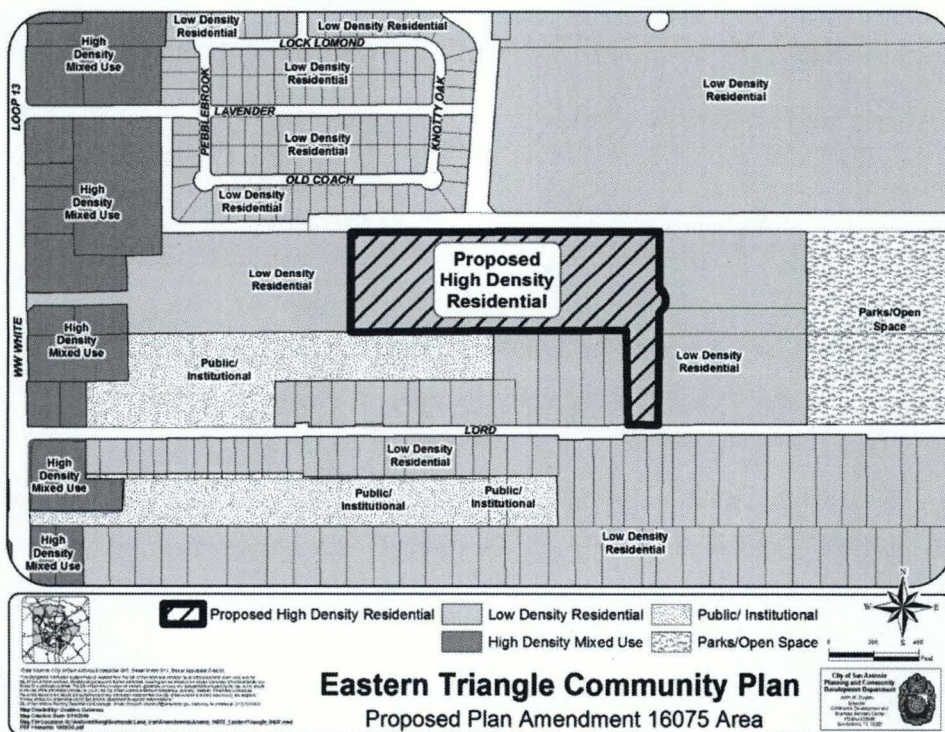 Low Density
Residential
Low Density Residential
High
Density
Mixed Use
LOCK LOMOND
Low Density
Residential
PEBBLEBROOK
KNOTTY OAK
LOOP 13
LAVENDER
Low Density
Residential
Low Density
Residential
OLD COACH
Low Density
Residential
High
Density
Mixed Use
Low Density
Residential
Proposed
High Density
Residential
Parks/Open
Space
High
Density
Mixed Use
WW WHITE
Public/
Institutional
Low Density
Residential
LORD
Low Density
Residential
High
Density
Mixed Use
Public/
Institutional
Public/
Institutional
High
Density
Mixed Use
Low Density
Residential
Proposed High Density Residential
Low Density Residential
Public/ Institutional
High Density Mixed Use
Parks/Open Space
N
W
E
S
Eastern Triangle Community Plan
Proposed Plan Amendment 16075 Area
City of San Antonio
Planning and Community
Development Department